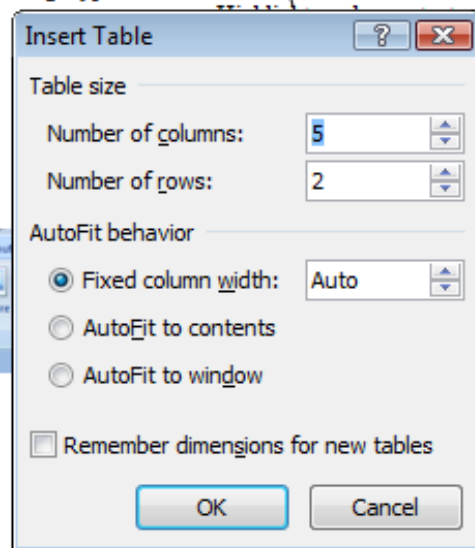 Insert Table
Table size
Number of columns: 5
Number of rows: 2
AutoFit behavior
Fixed column width: Auto
AutoFit to contents
AutoFit to window
Remember dimensions for new tables
OK Cancel